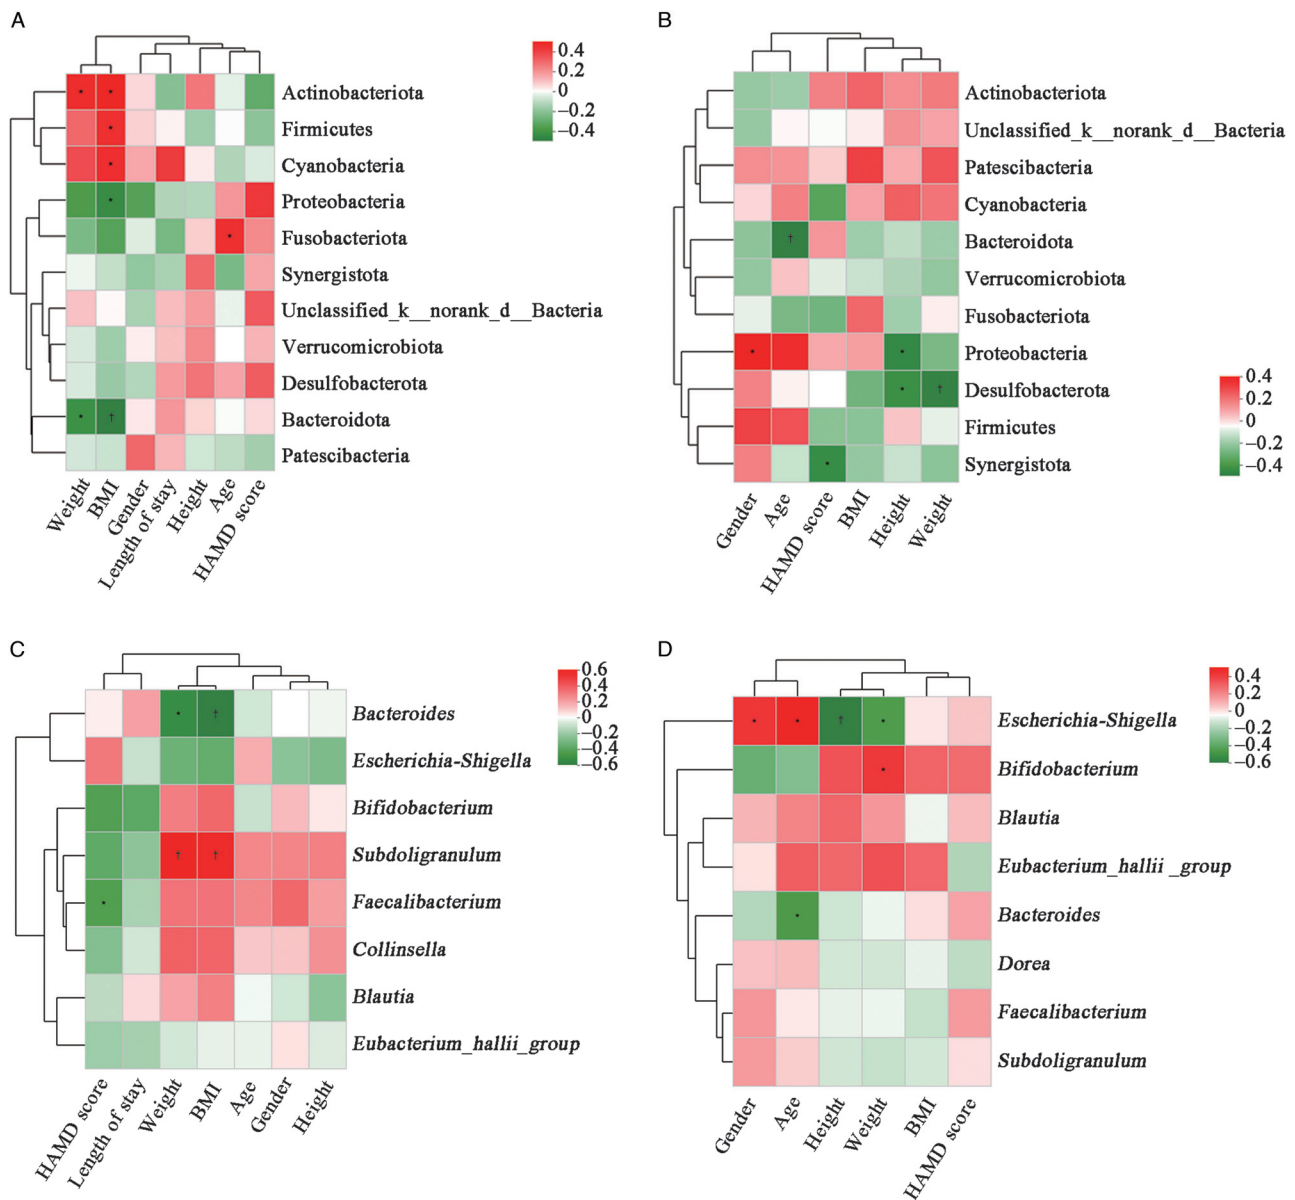 A
0.4
0.2
0
−0.2
−0.4
Actinobacteriota
Firmicutes
Cyanobacteria
Proteobacteria
Fusobacteriota
Synergistota
Unclassified_k__norank_d__Bacteria
Verrucomicrobiota
Desulfobacterota
Bacteroidota
Patescibacteria
*
*
*
*
*
*
*
†
Weight
BMI
Gender
Length of stay
Height
Age
HAMD score
B
Actinobacteriota
Unclassified_k__norank_d__Bacteria
Patescibacteria
Cyanobacteria
Bacteroidota
Verrucomicrobiota
Fusobacteriota
Proteobacteria
Desulfobacterota
Firmicutes
Synergistota
†
*
*
*
†
*
0.4
0.2
0
−0.2
−0.4
Gender
Age
HAMD score
BMI
Height
Weight
C
0.6
0.4
0.2
0
−0.2
−0.4
−0.6
Bacteroides
Escherichia-Shigella
Bifidobacterium
Subdoligranulum
Faecalibacterium
Collinsella
Blautia
Eubacterium_hallii_group
*
†
†
†
*
HAMD score
Length of stay
Weight
BMI
Age
Gender
Height
D
0.4
0.2
0
−0.2
−0.4
−0.6
Escherichia-Shigella
Bifidobacterium
Blautia
Eubacterium_hallii _group
Bacteroides
Dorea
Faecalibacterium
Subdoligranulum
*
*
†
*
*
*
Gender
Age
Height
Weight
BMI
HAMD score